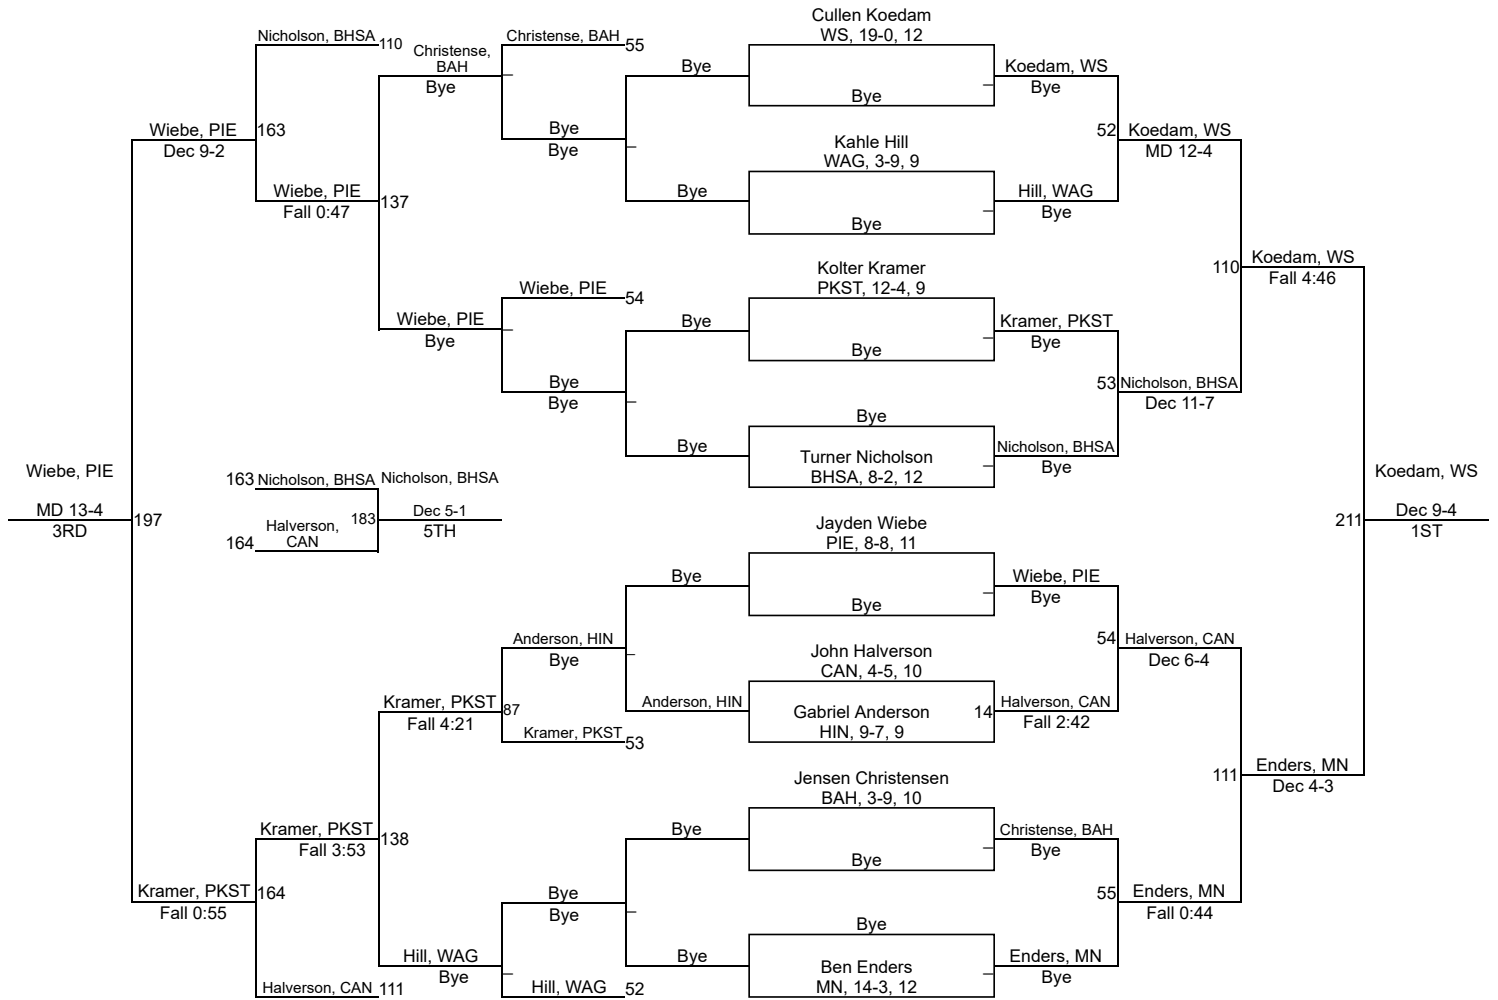 Cullen Koedam
WS, 19-0, 12
Nicholson, BHSA
110
Christense,
BAH
Bye
Christense, BAH
55
Bye
Bye
Koedam, WS
Bye
Wiebe, PIE
Dec 9-2
163
Bye
Bye
Kahle Hill
WAG, 3-9, 9
52
Koedam, WS
MD 12-4
Wiebe, PIE
Fall 0:47
137
Bye
Bye
Hill, WAG
Bye
Kolter Kramer
PKST, 12-4, 9
110
Koedam, WS
Fall 4:46
Wiebe, PIE
54
Wiebe, PIE
Bye
Bye
Bye
Kramer, PKST
Bye
Bye
Bye
53
Nicholson, BHSA
Dec 11-7
Bye
Bye
Turner Nicholson
BHSA, 8-2, 12
Nicholson, BHSA
Bye
Wiebe, PIE
MD 13-4
3RD
197
163
Nicholson, BHSA
Nicholson, BHSA
164
Halverson,
CAN
183
Dec 5-1
5TH
Koedam, WS
211
Dec 9-4
1ST
Jayden Wiebe
PIE, 8-8, 11
Bye
Bye
Wiebe, PIE
Bye
Anderson, HIN
Bye
John Halverson
CAN, 4-5, 10
54
Halverson, CAN
Dec 6-4
Kramer, PKST
Fall 4:21
87
Anderson, HIN
Gabriel Anderson
HIN, 9-7, 9
14
Halverson, CAN
Fall 2:42
Kramer, PKST
53
Jensen Christensen
BAH, 3-9, 10
111
Enders, MN
Dec 4-3
Kramer, PKST
Fall 3:53
138
Bye
Bye
Christense, BAH
Bye
Kramer, PKST
Fall 0:55
164
Bye
Bye
55
Enders, MN
Fall 0:44
Bye
Hill, WAG
Bye
Bye
Ben Enders
MN, 14-3, 12
Enders, MN
Bye
Halverson, CAN
111
Hill, WAG
52